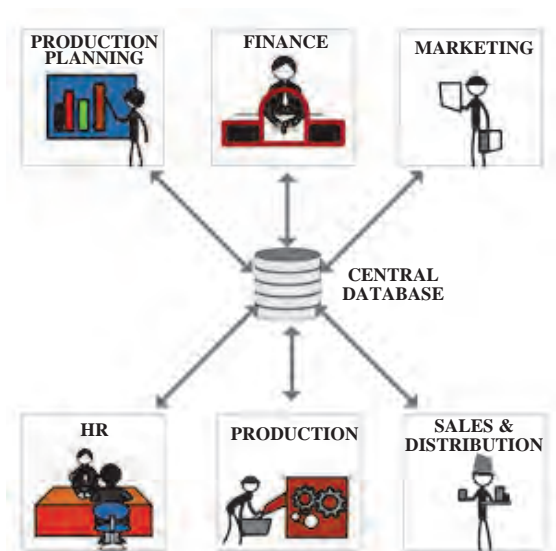 PRODUCTION
PLANNING
FINANCE
MARKETING
CENTRAL
DATABASE
HR
PRODUCTION
SALES &
DISTRIBUTION